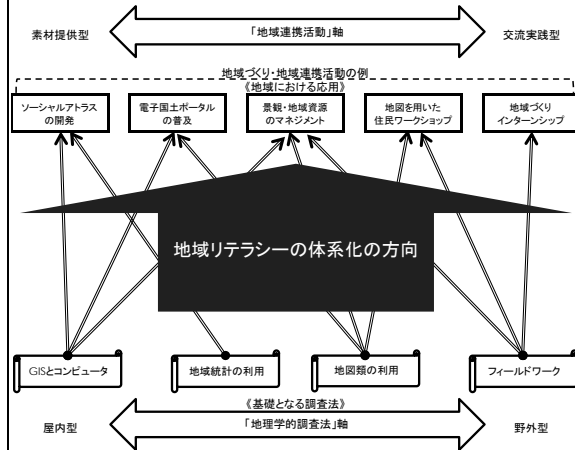 素材提供型
「地域連携活動」軸
交流実践型
地域づくり・地域連携活動の例
《地域における応用》
ソーシャルアトラス
の開発
電子国土ポータル
の普及
景観・地域資源
のマネジメント
地図を用いた
住民ワークショップ
地域づくり
インターンシップ
地域リテラシーの体系化の方向
GISとコンピュータ
地域統計の利用
地図類の利用
フィールドワーク
《基礎となる調査法》
屋内型
「地理学的調査法」軸
野外型